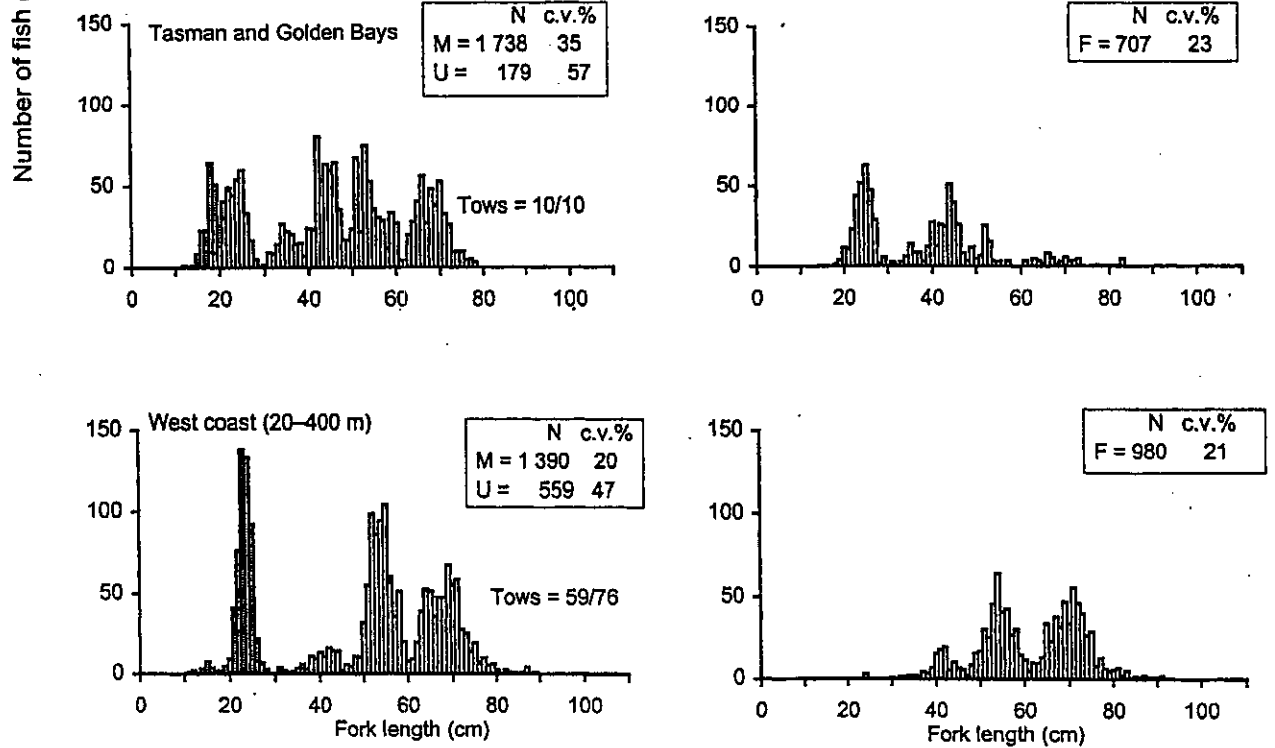 Number of fish
150
100
50
0
Tasman and Golden Bays
N c.v.%
M = 1 738 35
U = 179 57
Tows = 10/10
0 20 40 60 80 100
150
100
50
0
N c.v.%
F = 707 23
0 20 40 60 80 100
150
100
50
0
West coast (20–400 m)
N c.v.%
M = 1 390 20
U = 559 47
Tows = 59/76
0 20 40 60 80 100
Fork length (cm)
150
100
50
0
N c.v.%
F = 980 21
0 20 40 60 80 100
Fork length (cm)